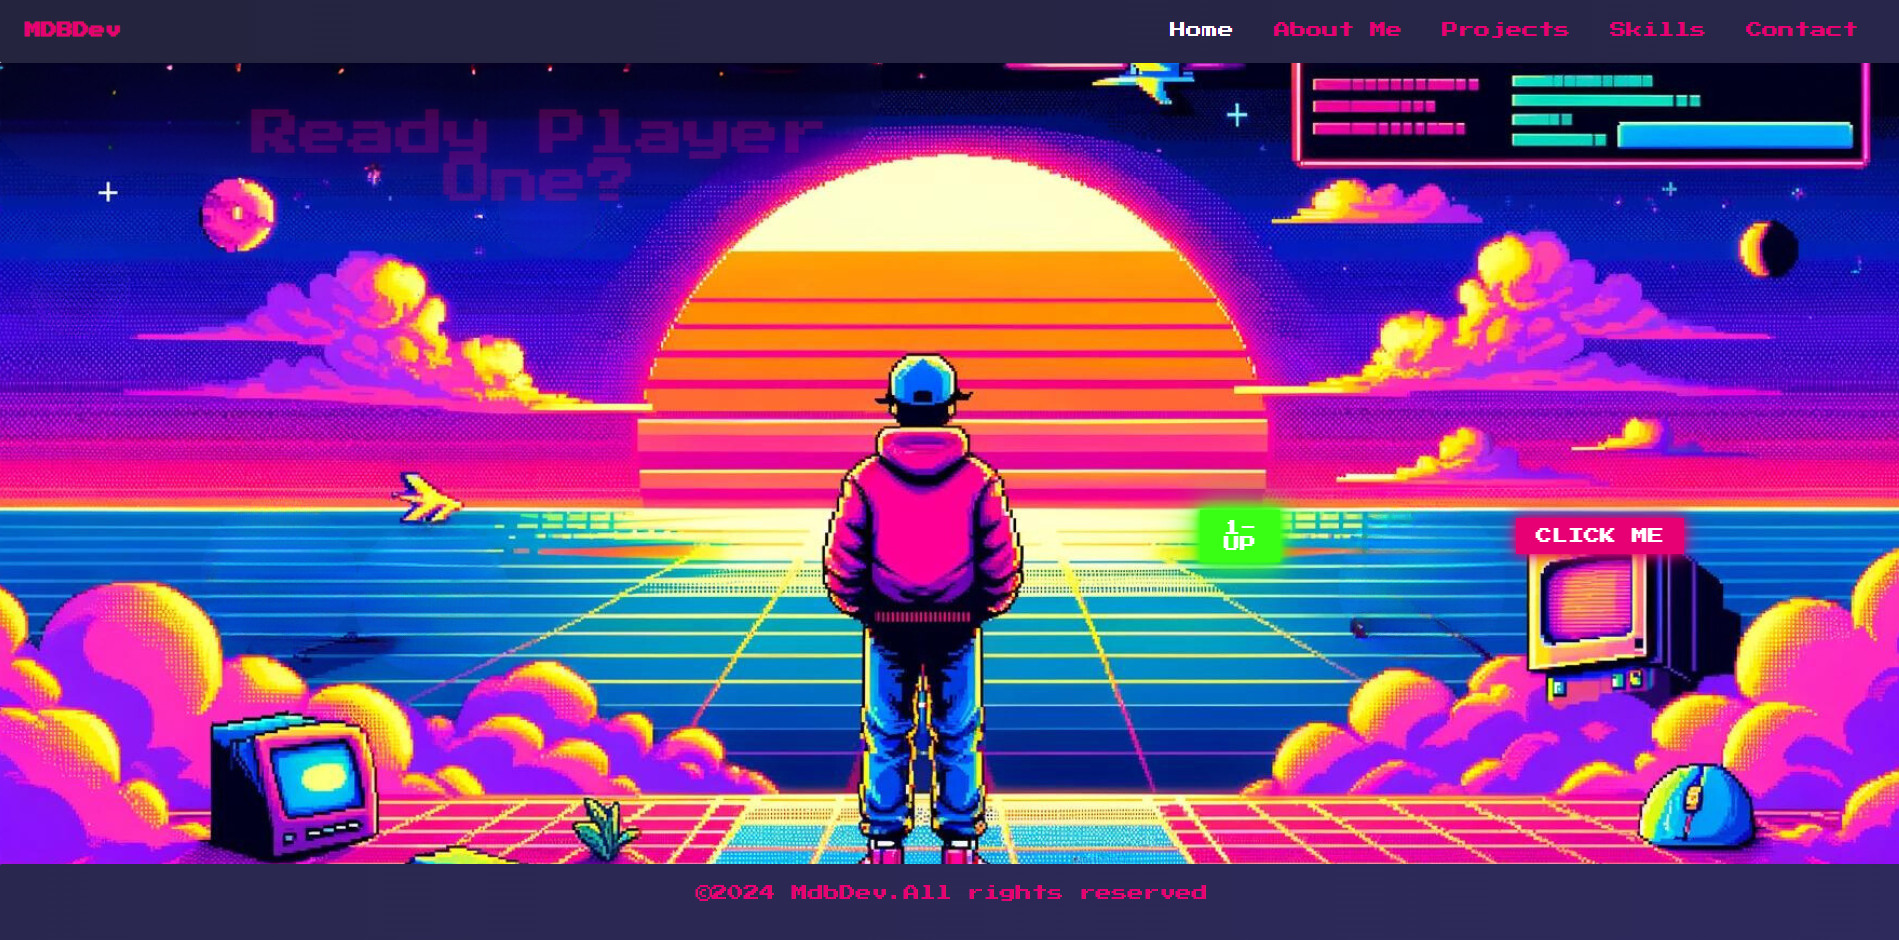 MDBDev
Home About Me Projects Skills Contact
Ready Player
One?
1-
UP
CLICK ME
©2024 MdbDev.All rights reserved